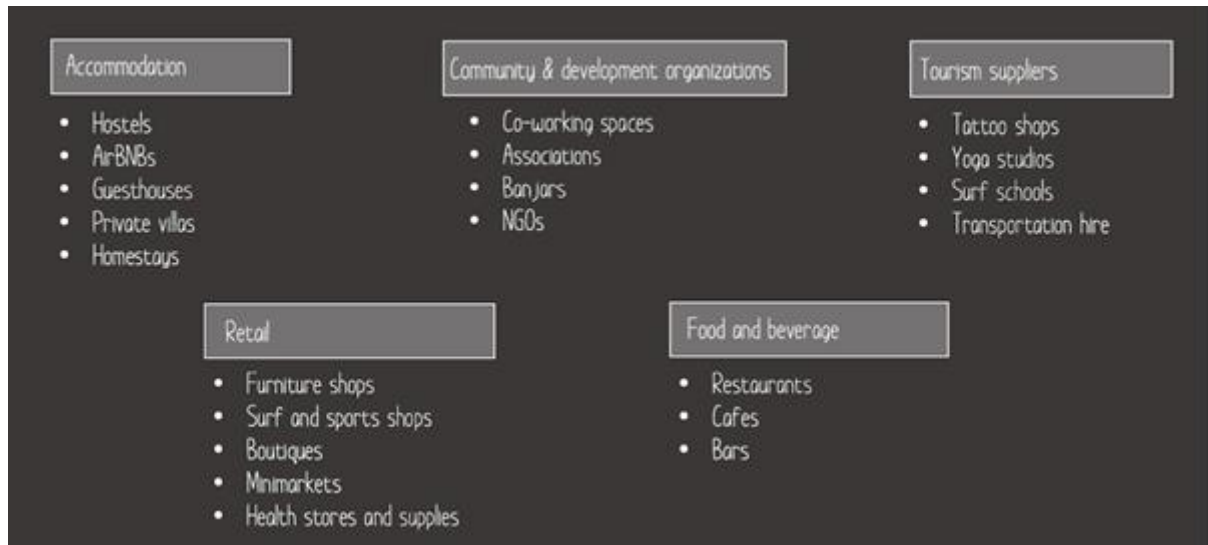 Accommodation
• Hostels
• AirBNBs
• Guesthouses
• Private villas
• Homestays
Community & development organizations
• Co-working spaces
• Associations
• Banjars
• NGOs
Tourism suppliers
• Tattoo shops
• Yoga studios
• Surf schools
• Transportation hire
Retail
• Furniture shops
• Surf and sports shops
• Boutiques
• Minimarkets
• Health stores and supplies
Food and beverage
• Restaurants
• Cafes
• Bars